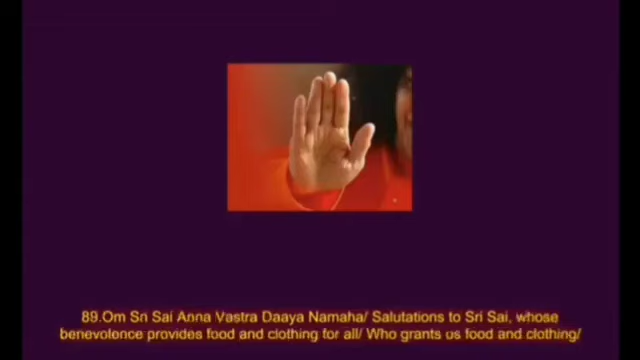 89.Om Sri Sai Anna Vastra Daaya Namaha/ Salutations to Sri Sai, whose
benevolence provides food and clothing for all/ Who grants us food and clothing/